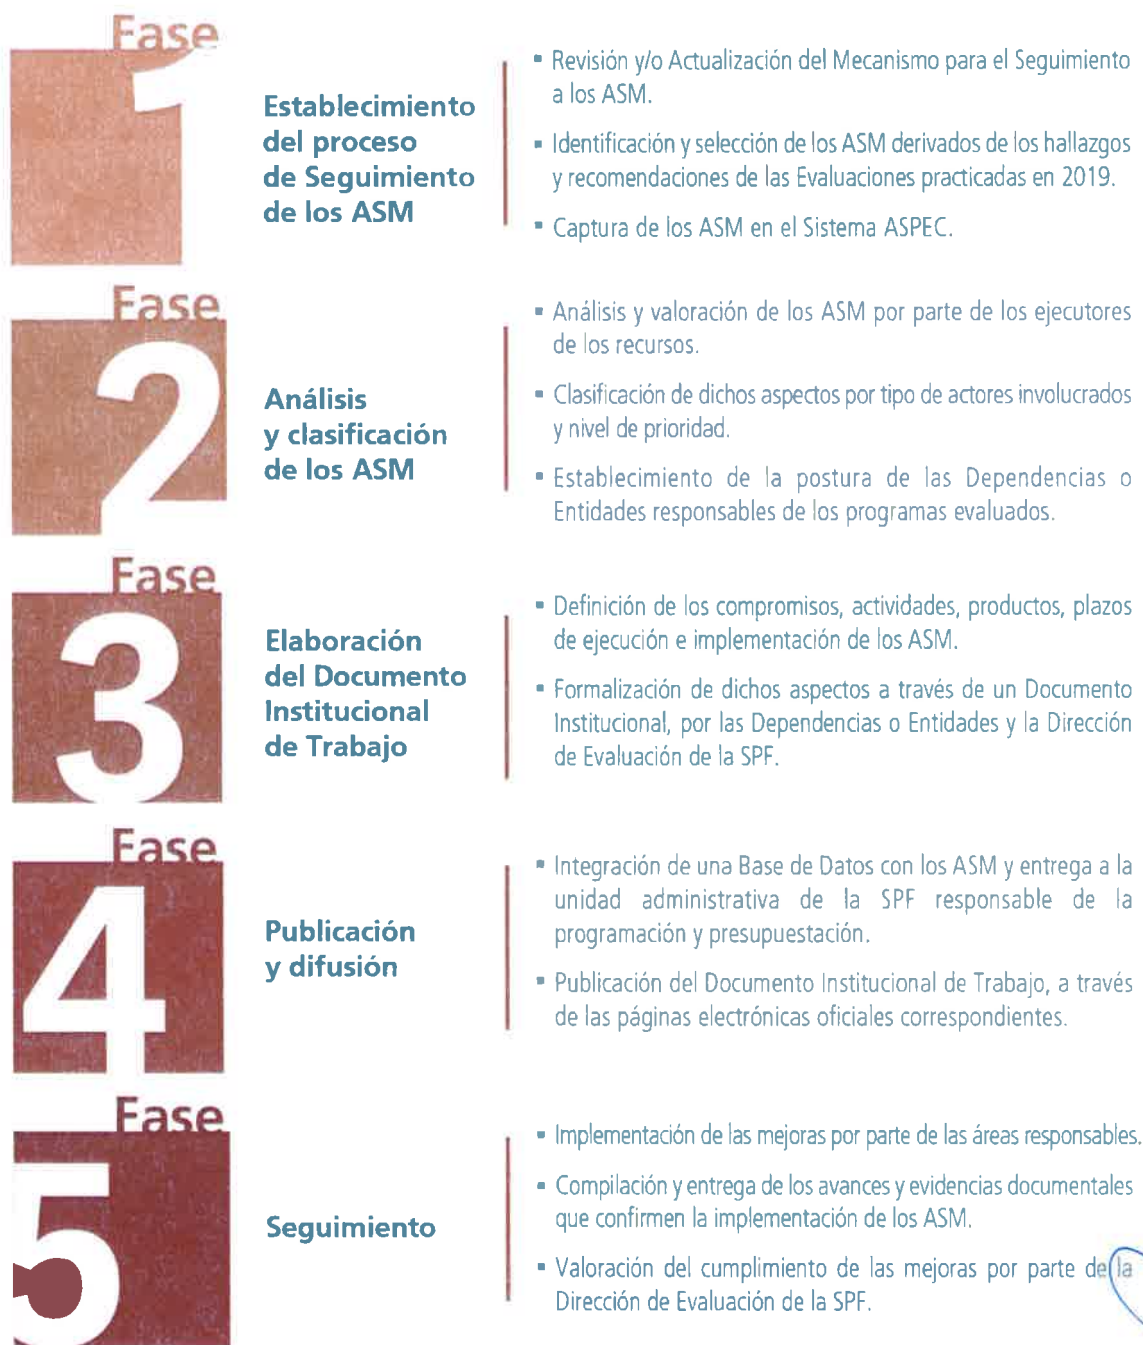 Fase
1
Establecimiento
del proceso
de Seguimiento
de los ASM
▪ Revisión y/o Actualización del Mecanismo para el Seguimiento
a los ASM.
▪ Identificación y selección de los ASM derivados de los hallazgos
y recomendaciones de las Evaluaciones practicadas en 2019.
▪ Captura de los ASM en el Sistema ASPEC.
Fase
2
Análisis
y clasificación
de los ASM
▪ Análisis y valoración de los ASM por parte de los ejecutores
de los recursos.
▪ Clasificación de dichos aspectos por tipo de actores involucrados
y nivel de prioridad.
▪ Establecimiento de la postura de las Dependencias o
Entidades responsables de los programas evaluados.
Fase
3
Elaboración
del Documento
Institucional
de Trabajo
▪ Definición de los compromisos, actividades, productos, plazos
de ejecución e implementación de los ASM.
▪ Formalización de dichos aspectos a través de un Documento
Institucional, por las Dependencias o Entidades y la Dirección
de Evaluación de la SPF.
Fase
4
Publicación
y difusión
▪ Integración de una Base de Datos con los ASM y entrega a la
unidad administrativa de la SPF responsable de la
programación y presupuestación.
▪ Publicación del Documento Institucional de Trabajo, a través
de las páginas electrónicas oficiales correspondientes.
Fase
5
Seguimiento
▪ Implementación de las mejoras por parte de las áreas responsables.
▪ Compilación y entrega de los avances y evidencias documentales
que confirmen la implementación de los ASM.
▪ Valoración del cumplimiento de las mejoras por parte de la
Dirección de Evaluación de la SPF.